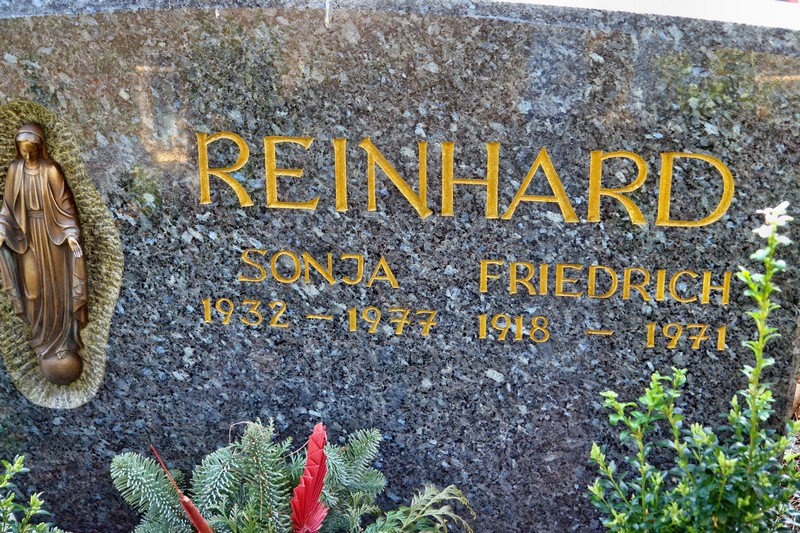 REINHARD
SONJA FRIEDRICH
1932 - 1977 1918 - 1971